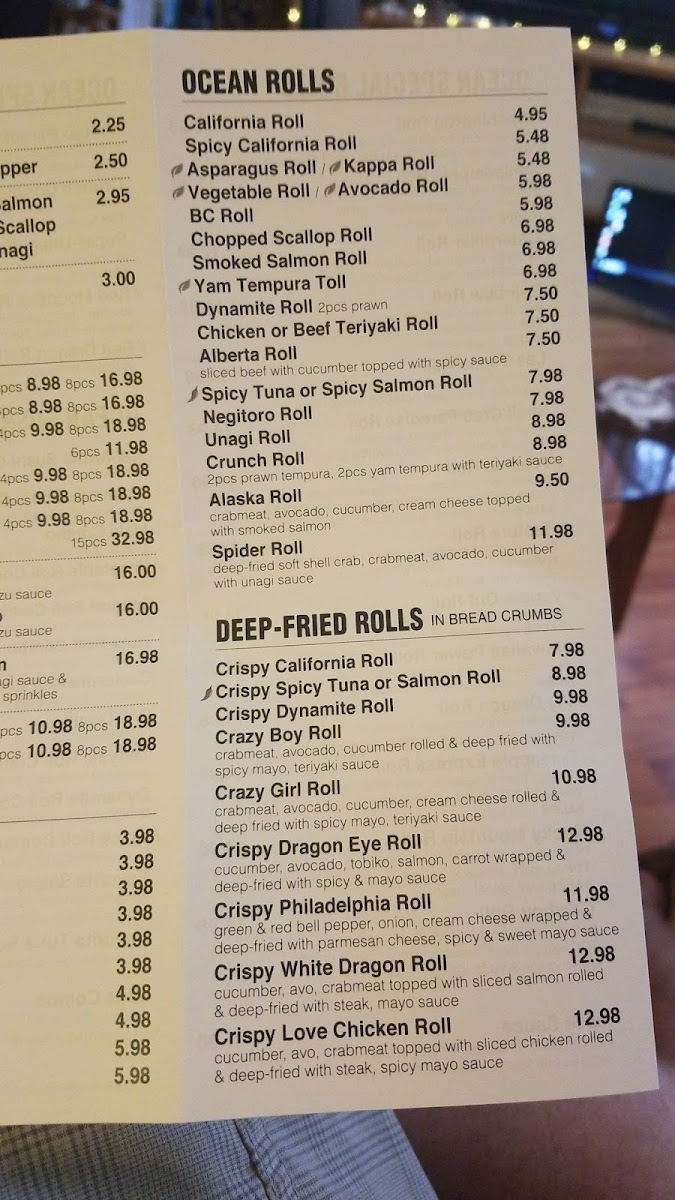 2.25
pper 2.50
almon 2.95
Scallop
nagi
3.00
pcs 8.98 8pcs 16.98
pcs 8.98 8pcs 16.98
4pcs 9.98 8pcs 18.98
6pcs 11.98
4pcs 9.98 8pcs 18.98
4pcs 9.98 8pcs 18.98
4pcs 9.98 8pcs 18.98
15pcs 32.98
16.00
zu sauce
16.00
zu sauce
n 16.98
agi sauce &
sprinkles
pcs 10.98 8pcs 18.98
pcs 10.98 8pcs 18.98
3.98
3.98
3.98
3.98
3.98
3.98
4.98
4.98
5.98
5.98
OCEAN ROLLS
California Roll 4.95
Spicy California Roll 5.48
Asparagus Roll / Kappa Roll 5.48
Vegetable Roll / Avocado Roll 5.98
BC Roll 5.98
Chopped Scallop Roll 6.98
Smoked Salmon Roll 6.98
Yam Tempura Toll 6.98
Dynamite Roll 2pcs prawn 7.50
Chicken or Beef Teriyaki Roll 7.50
Alberta Roll 7.50
sliced beef with cucumber topped with spicy sauce
Spicy Tuna or Spicy Salmon Roll 7.98
Negitoro Roll 7.98
Unagi Roll 8.98
Crunch Roll 8.98
2pcs prawn tempura, 2pcs yam tempura with teriyaki sauce
Alaska Roll 9.50
crabmeat, avocado, cucumber, cream cheese topped
with smoked salmon
Spider Roll 11.98
deep-fried soft shell crab, crabmeat, avocado, cucumber
with unagi sauce
DEEP-FRIED ROLLS IN BREAD CRUMBS
Crispy California Roll 7.98
Crispy Spicy Tuna or Salmon Roll 8.98
Crispy Dynamite Roll 9.98
Crazy Boy Roll 9.98
crabmeat, avocado, cucumber rolled & deep fried with
spicy mayo, teriyaki sauce
Crazy Girl Roll 10.98
crabmeat, avocado, cucumber, cream cheese rolled &
deep fried with spicy mayo, teriyaki sauce
Crispy Dragon Eye Roll 12.98
cucumber, avocado, tobiko, salmon, carrot wrapped &
deep-fried with spicy & mayo sauce
Crispy Philadelphia Roll 11.98
green & red bell pepper, onion, cream cheese wrapped &
deep-fried with parmesan cheese, spicy & sweet mayo sauce
Crispy White Dragon Roll 12.98
cucumber, avo, crabmeat topped with sliced salmon rolled
& deep-fried with steak, mayo sauce
Crispy Love Chicken Roll 12.98
cucumber, avo, crabmeat topped with sliced chicken rolled
& deep-fried with steak, spicy mayo sauce